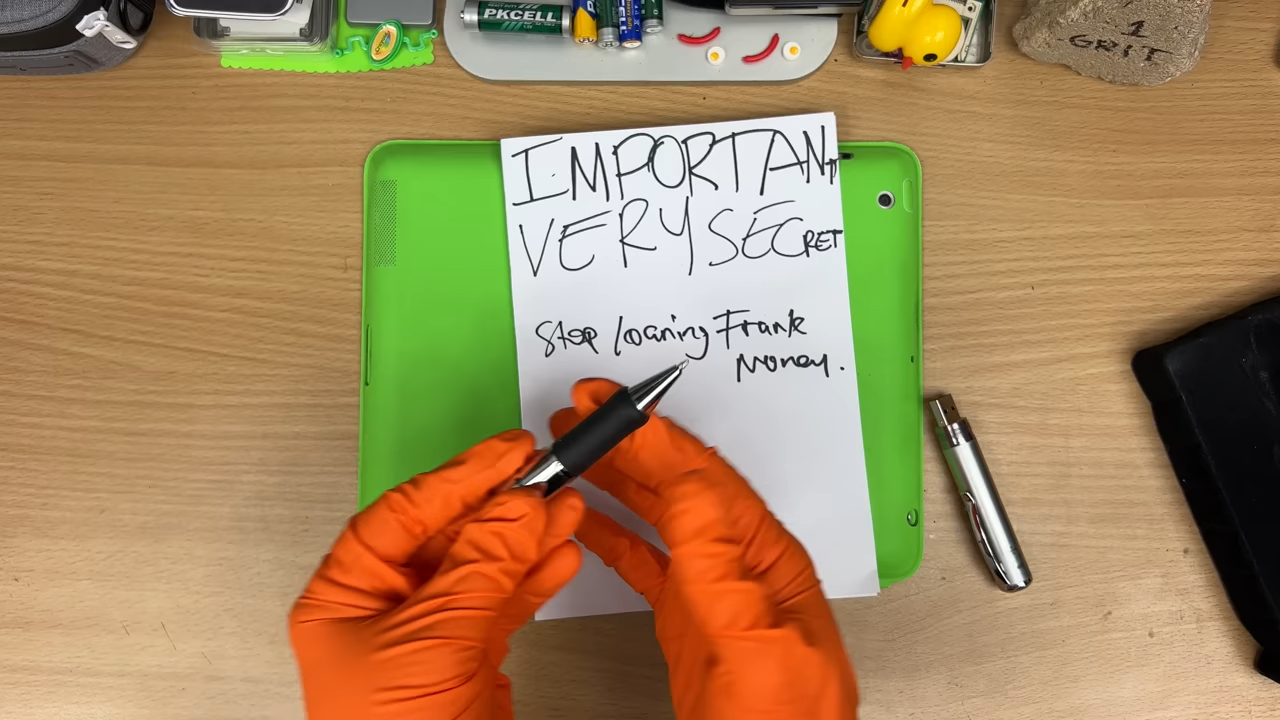 PKCELL
1
GRIT
IMPORTANT
VERY SECRET
Stop loaning Frank
Money.